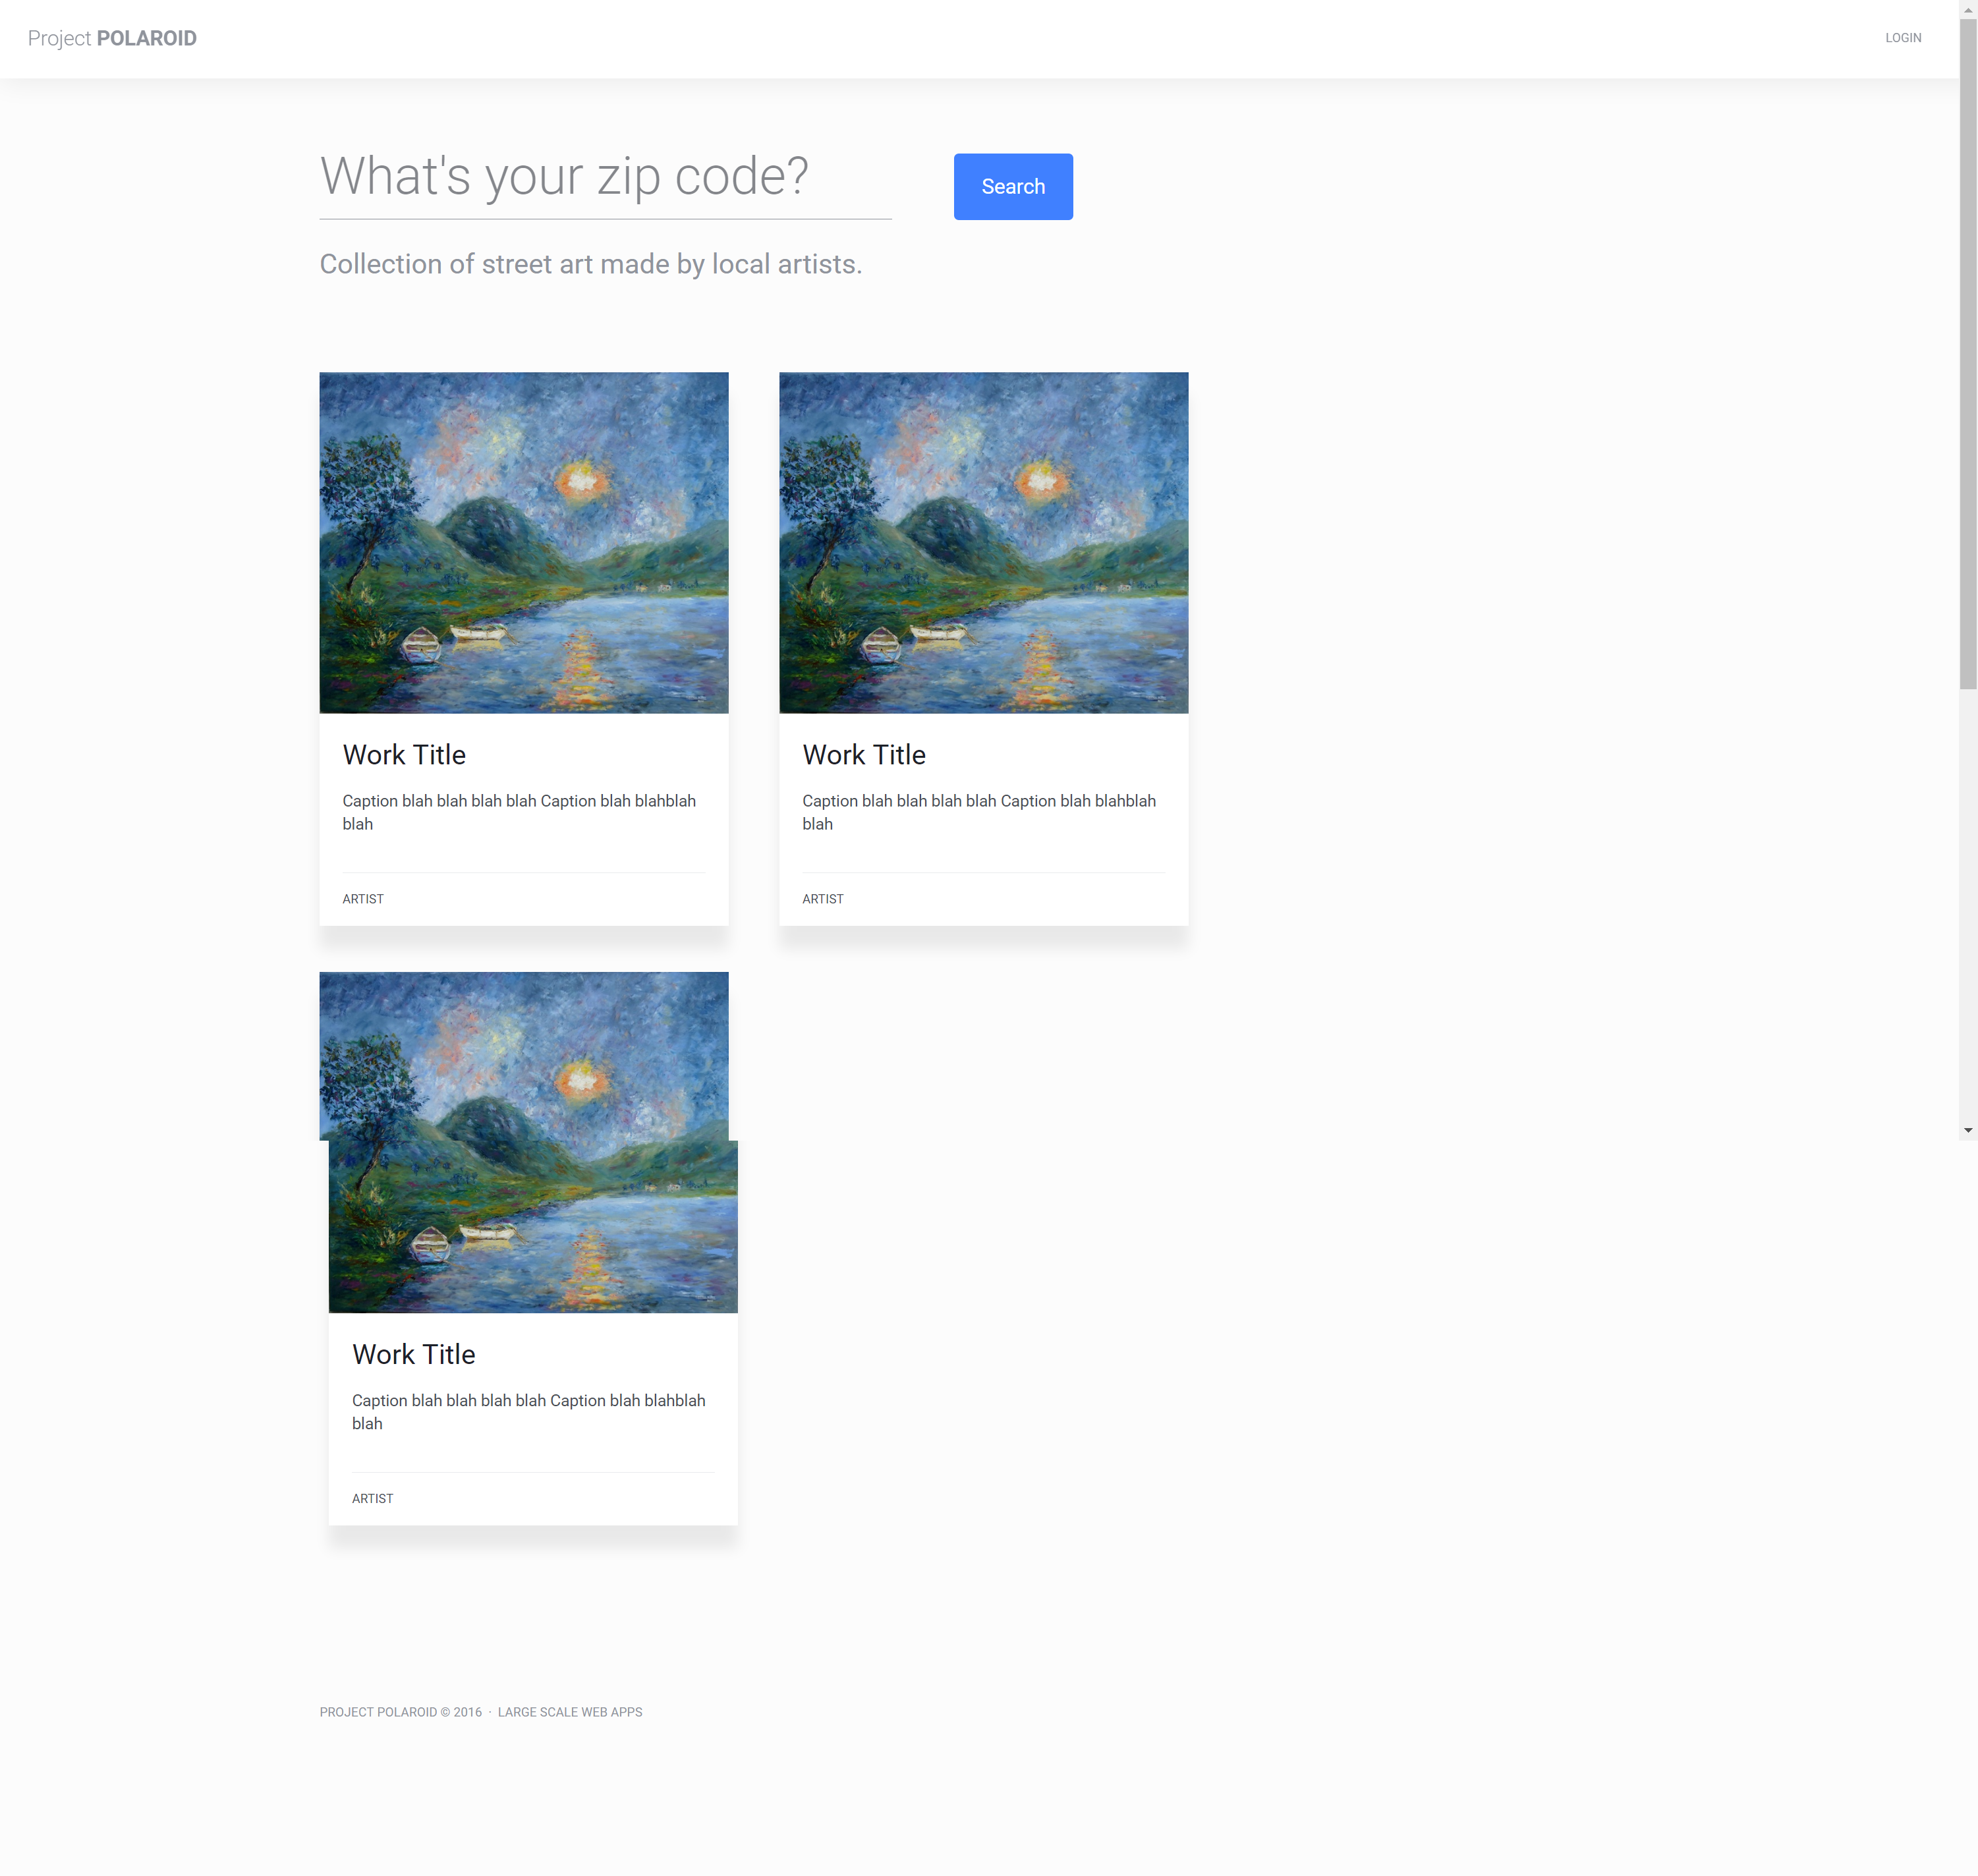 Project POLAROID
LOGIN
What's your zip code?
Search
Collection of street art made by local artists.
Work Title
Caption blah blah blah blah Caption blah blahblah
blah
ARTIST
Work Title
Caption blah blah blah blah Caption blah blahblah
blah
ARTIST
Work Title
Caption blah blah blah blah Caption blah blahblah
blah
ARTIST
PROJECT POLAROID © 2016 · LARGE SCALE WEB APPS